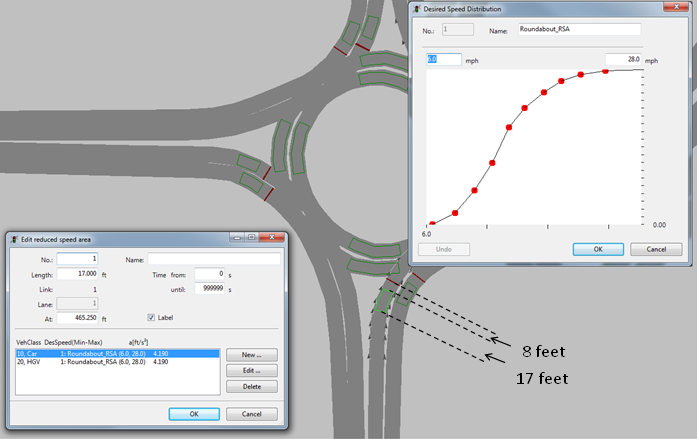 Desired Speed Distribution
No.: 1 Name: Roundabout_RSA
6.0 mph 28.0 mph
0.00
6.0
Undo OK Cancel
Edit reduced speed area
No.: 1 Name:
Length: 17.000 ft Time from: 0 s
Link: 1 until: 999999 s
Lane: 1
At: 465.250 ft Label
VehClass DesSpeed(Min-Max) a[ft/s²]
10, Car 1: Roundabout_RSA (6.0, 28.0) 4.190
20, HGV 1: Roundabout_RSA (6.0, 28.0) 4.190
New ...
Edit ...
Delete
OK Cancel
8 feet
17 feet